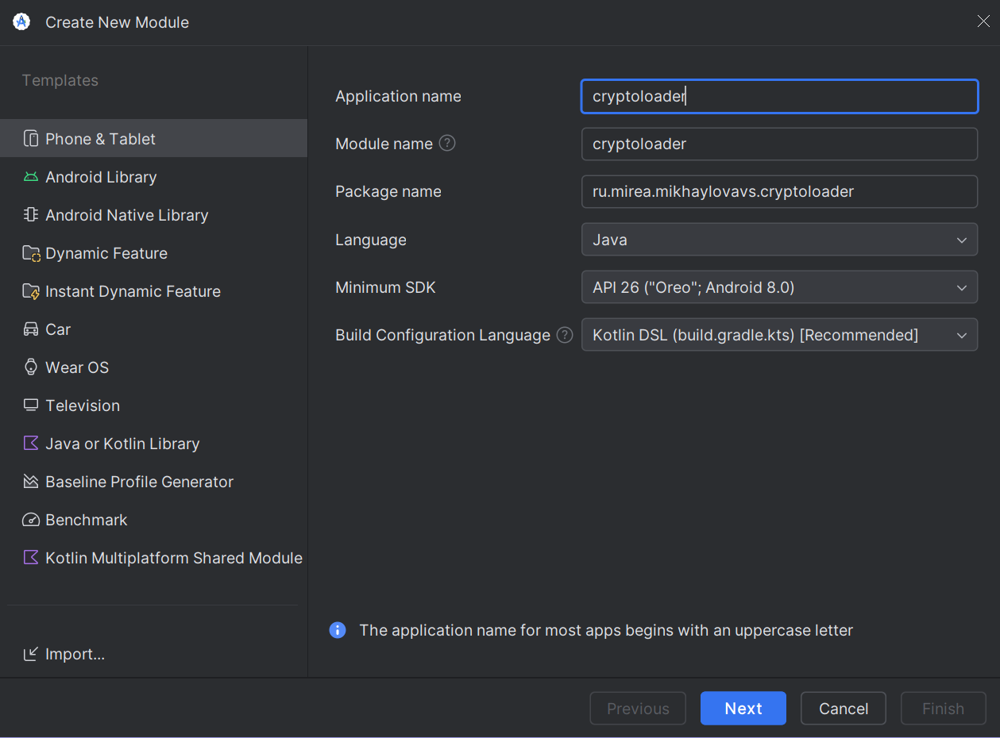 Create New Module
Templates
Phone & Tablet
Android Library
Android Native Library
Dynamic Feature
Instant Dynamic Feature
Car
Wear OS
Television
Java or Kotlin Library
Baseline Profile Generator
Benchmark
Kotlin Multiplatform Shared Module
Import...
Application name cryptoloader
Module name ? cryptoloader
Package name ru.mirea.mikhaylovavs.cryptoloader
Language Java
Minimum SDK API 26 ("Oreo"; Android 8.0)
Build Configuration Language ? Kotlin DSL (build.gradle.kts) [Recommended]
The application name for most apps begins with an uppercase letter
Previous Next Cancel Finish